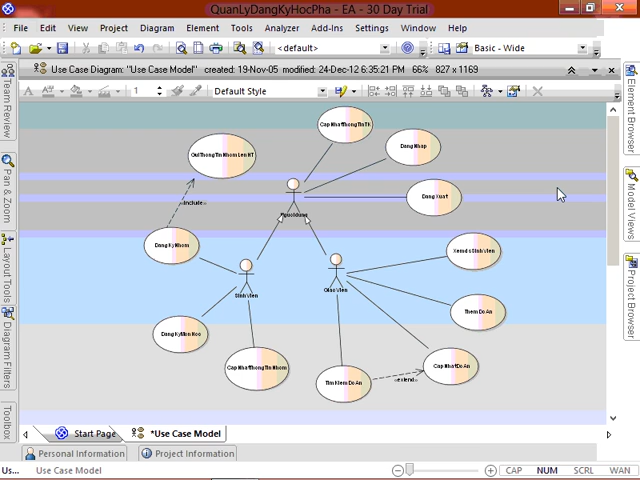 QuanLyDangKyHocPha - EA - 30 Day Trial
File Edit View Project Diagram Element Tools Analyzer Add-Ins Settings Window Help
<default> Basic - Wide
Use Case Diagram: "Use Case Model" created: 19-Nov-05 modified: 24-Dec-12 6:35:21 PM 66% 827 x 1169
1 Default Style
Team Review
Pan & Zoom
Layout Tools
Diagram Filters
Toolbox
Element Browser
Model Views
Project Browser
CapNhatThongTinTK
GuiThongTinNhomLenHT
DangNhap
DangXuat
NguoiDung
«include»
DangKyNhom
XemdsSinhVien
SinhVien
GiaoVien
ThemDoAn
DangKyMonHoc
CapNhatThongTinNhom
TimKiemDoAn
«extend»
CapNhatDoAn
Start Page *Use Case Model
Personal Information Project Information
Us... Use Case Model CAP NUM SCRL WAN